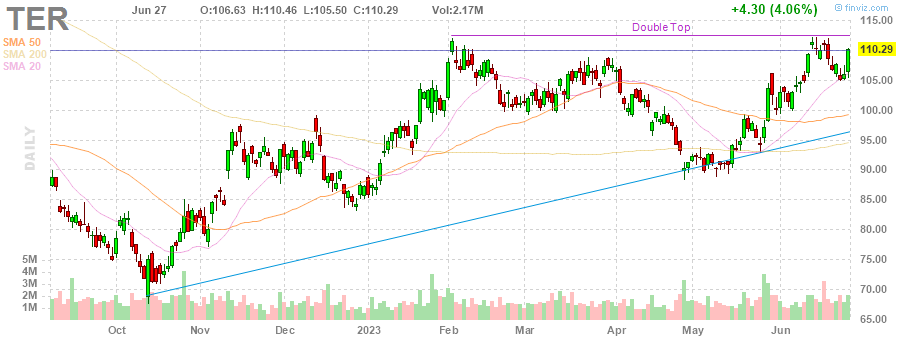 TER
Jun 27 O:106.63 H:110.46 L:105.50 C:110.29 Vol:2.17M
+4.30 (4.06%)
© finviz.com
SMA 50
SMA 200
SMA 20
Double Top
DAILY
115.00
110.29
105.00
100.00
95.00
90.00
85.00
80.00
75.00
70.00
65.00
5M
4M
3M
2M
1M
Oct Nov Dec 2023 Feb Mar Apr May Jun